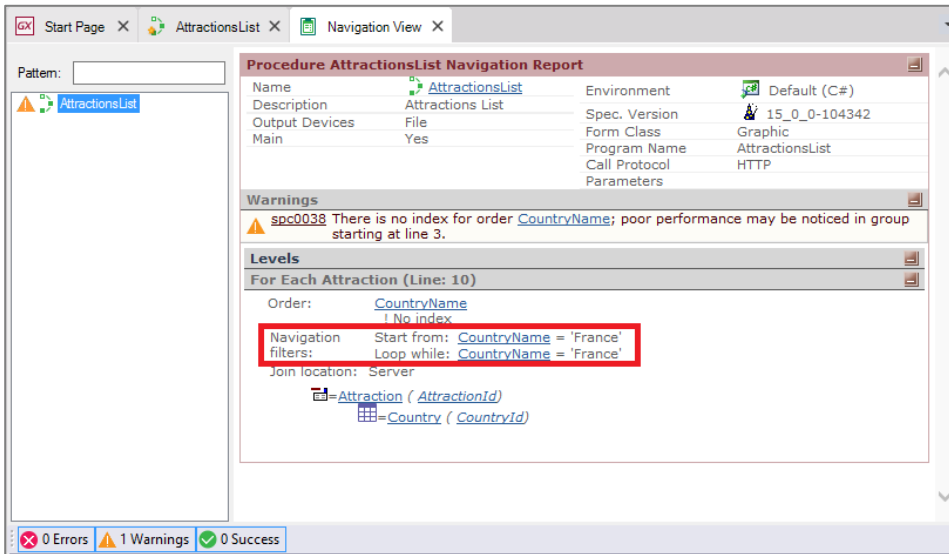 GX Start Page X AttractionsList X Navigation View X
Pattern:
AttractionsList
Procedure AttractionsList Navigation Report
Name AttractionsList Environment Default (C#)
Description Attractions List Spec. Version 15_0_0-104342
Output Devices File Form Class Graphic
Main Yes Program Name AttractionsList
Call Protocol HTTP
Parameters
Warnings
spc0038 There is no index for order CountryName; poor performance may be noticed in group
starting at line 3.
Levels
For Each Attraction (Line: 10)
Order: CountryName
! No index
Navigation Start from: CountryName = 'France'
filters: Loop while: CountryName = 'France'
Join location: Server
=Attraction ( AttractionId)
=Country ( CountryId)
0 Errors 1 Warnings 0 Success